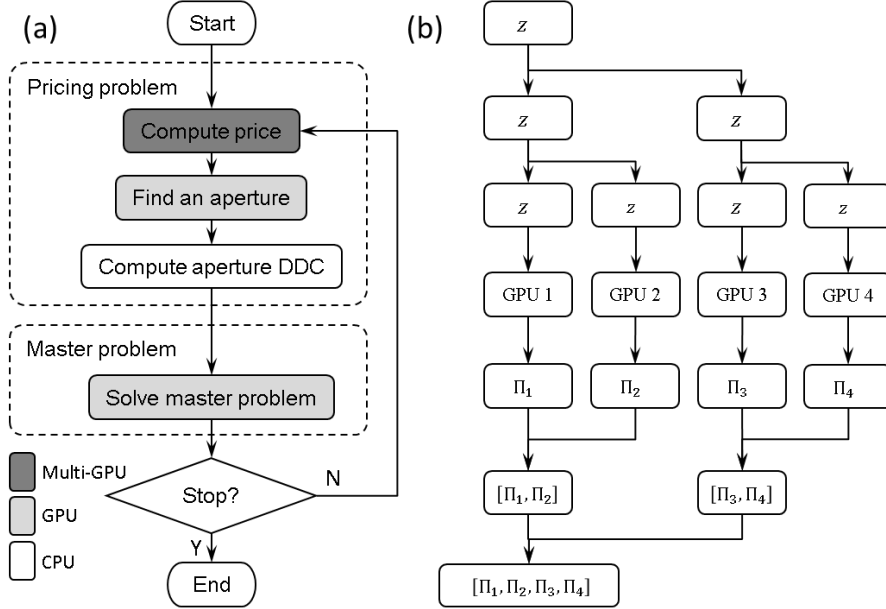 (a)
Start
Pricing problem
Compute price
Find an aperture
Compute aperture DDC
Master problem
Solve master problem
Stop?
N
Y
End
Multi-GPU
GPU
CPU
(b)
z
z z
z z z z
GPU 1 GPU 2 GPU 3 GPU 4
Π₁ Π₂ Π₃ Π₄
[Π₁, Π₂] [Π₃, Π₄]
[Π₁, Π₂, Π₃, Π₄]